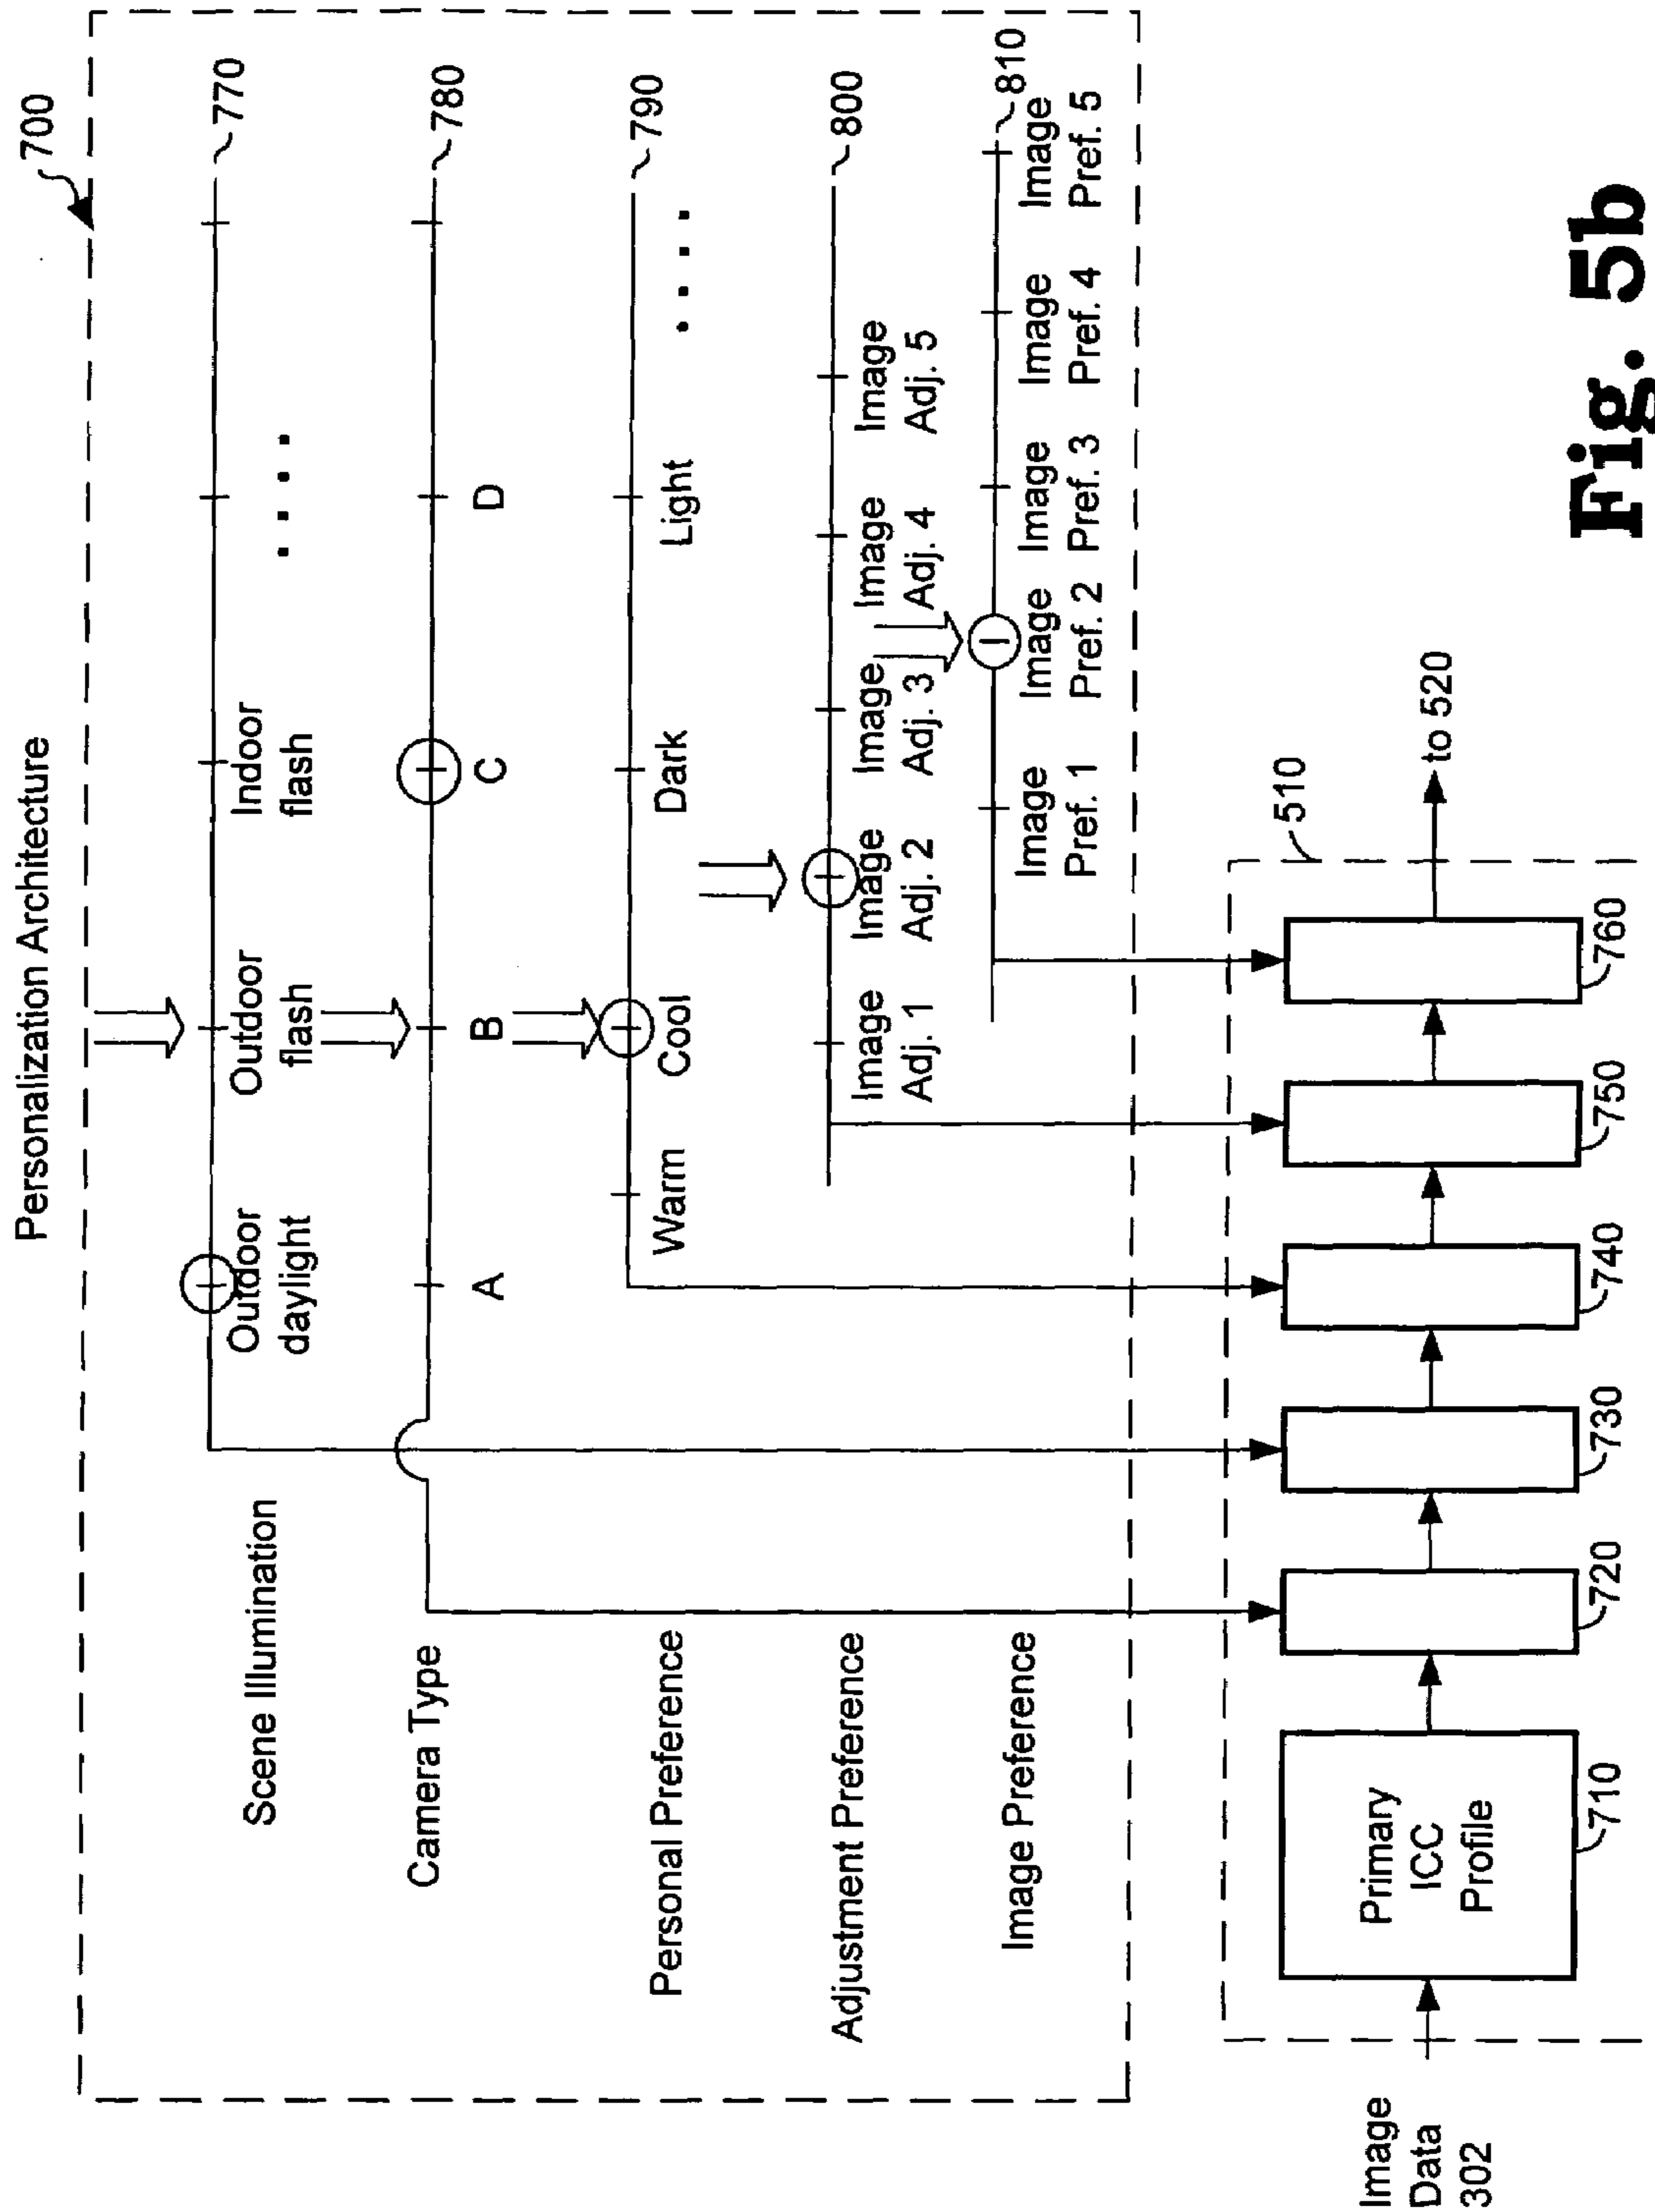 Personalization Architecture
700
Scene Illumination
Outdoor
daylight
Outdoor
flash
Indoor
flash
. . . .
770
Camera Type
A
B
C
D
780
Personal Preference
Warm
Cool
Dark
Light
. . . .
790
Adjustment Preference
Image
Adj. 1
Image
Adj. 2
Image
Adj. 3
Image
Adj. 4
Image
Adj. 5
800
Image Preference
Image
Pref. 1
Image
Pref. 2
Image
Pref. 3
Image
Pref. 4
Image
Pref. 5
810
Image
Data
302
Primary
ICC
Profile
710
720
730
740
750
760
510
to 520
Fig. 5b